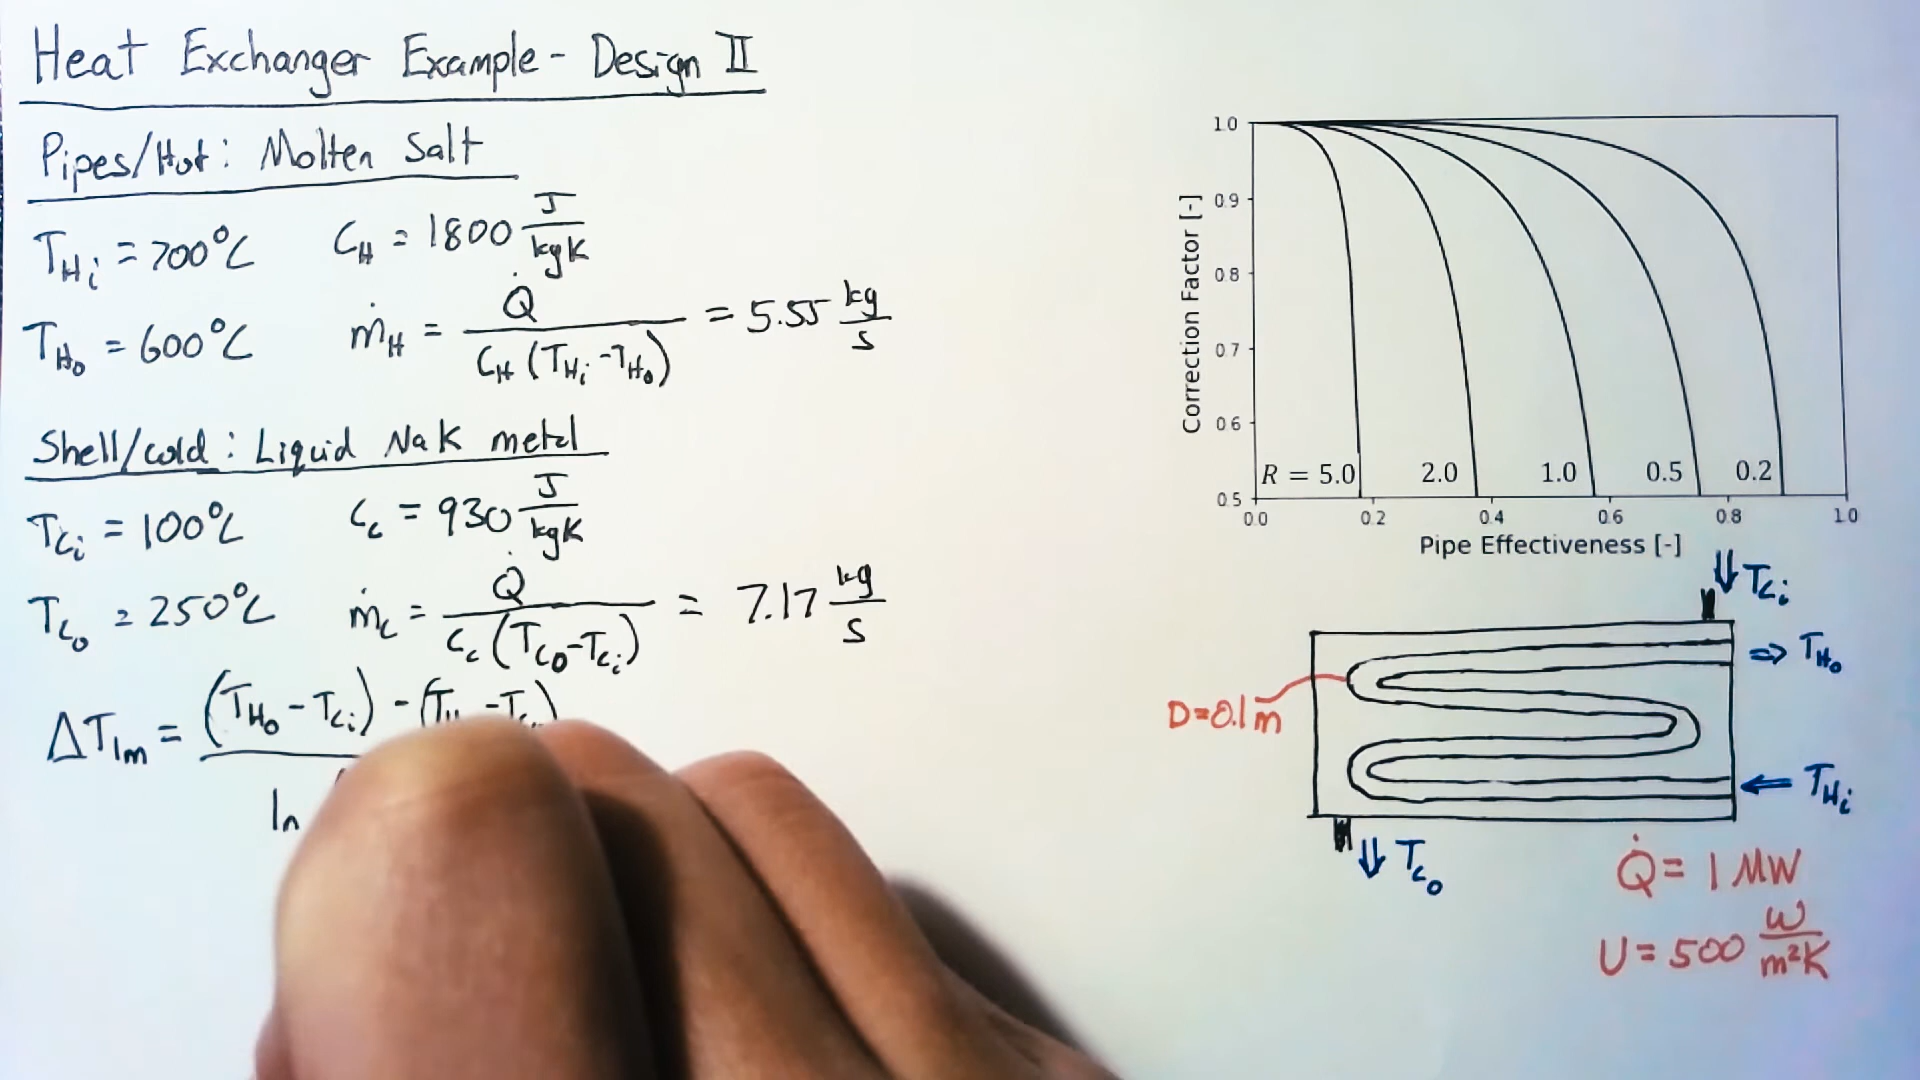 Heat Exchanger Example - Design II
Pipes/Hot: Molten Salt
T_Hi = 700°C   C_H = 1800 J/kgK
T_Ho = 600°C   ṁ_H = Q̇ / C_H (T_Hi - T_Ho) = 5.55 kg/s
Shell/cold: Liquid NaK metal
T_Ci = 100°C   C_c = 930 J/kgK
T_Co = 250°C   ṁ_c = Q̇ / C_c (T_Co - T_Ci) = 7.17 kg/s
ΔT_lm = (T_Ho - T_Ci) - (T
ln
Correction Factor [-]
1.0
0.9
0.8
0.7
0.6
0.5
R = 5.0 2.0 1.0 0.5 0.2
0.0 0.2 0.4 0.6 0.8 1.0
Pipe Effectiveness [-]
⇓ T_Ci
⇒ T_Ho
D=0.1m
← T_Hi
⇓ T_Co
Q̇ = 1 MW
U = 500 W/m²K